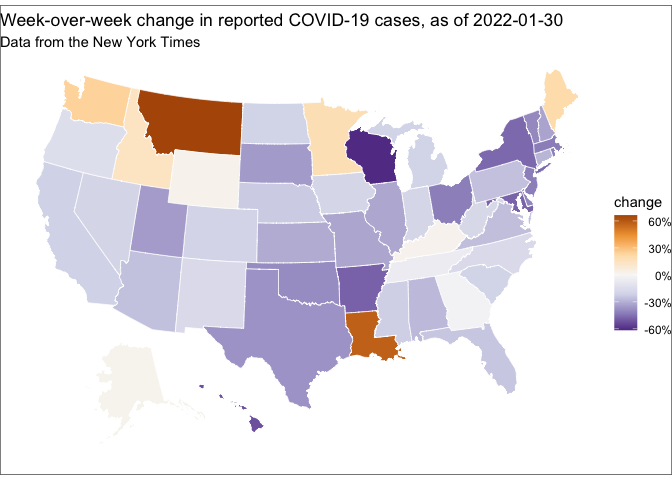 Week-over-week change in reported COVID-19 cases, as of 2022-01-30
Data from the New York Times
change
60%
30%
0%
-30%
-60%